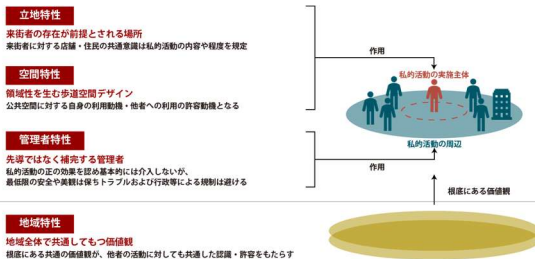 立地特性
来街者の存在が前提とされる場所
来街者に対する店舗・住民の共通意識は私的活動の内容や程度を規定
空間特性
領域性を生む歩道空間デザイン
公共空間に対する自身の利用動機・他者への利用の許容動機となる
作用
私的活動の実施主体
私的活動の周辺
管理者特性
先導ではなく補完する管理者
私的活動の正の効果を認め基本的には介入しないが、
最低限の安全や美観は保ちトラブルおよび行政等による規制は避ける
作用
根底にある価値観
地域特性
地域全体で共通してもつ価値観
根底にある共通の価値観が、他者の活動に対しても共通した認識・許容をもたらす